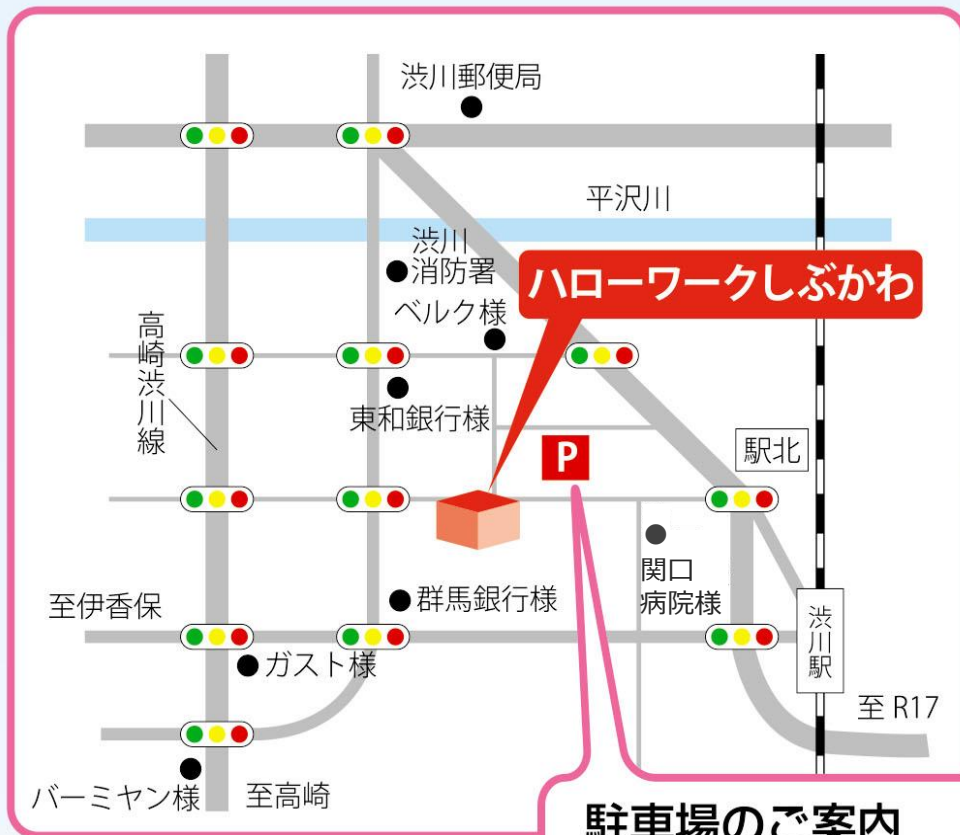 渋川郵便局
平沢川
渋川
消防署
ハローワークしぶかわ
ベルク様
高崎渋川線
東和銀行様
P
駅北
関口
病院様
至伊香保
群馬銀行様
渋川駅
ガスト様
至 R17
バーミヤン様
至高崎
駐車場のご案内